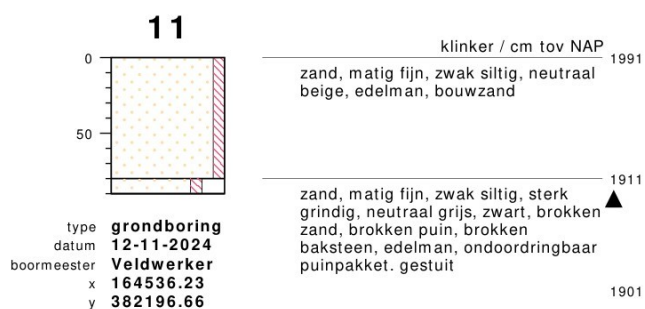 11
klinker / cm tov NAP
0
1991
zand, matig fijn, zwak siltig, neutraal
beige, edelman, bouwzand
50
1911
zand, matig fijn, zwak siltig, sterk
grindig, neutraal grijs, zwart, brokken
zand, brokken puin, brokken
baksteen, edelman, ondoordringbaar
puinpakket. gestuit
1901
type grondboring
datum 12-11-2024
boormeester Veldwerker
x 164536.23
y 382196.66